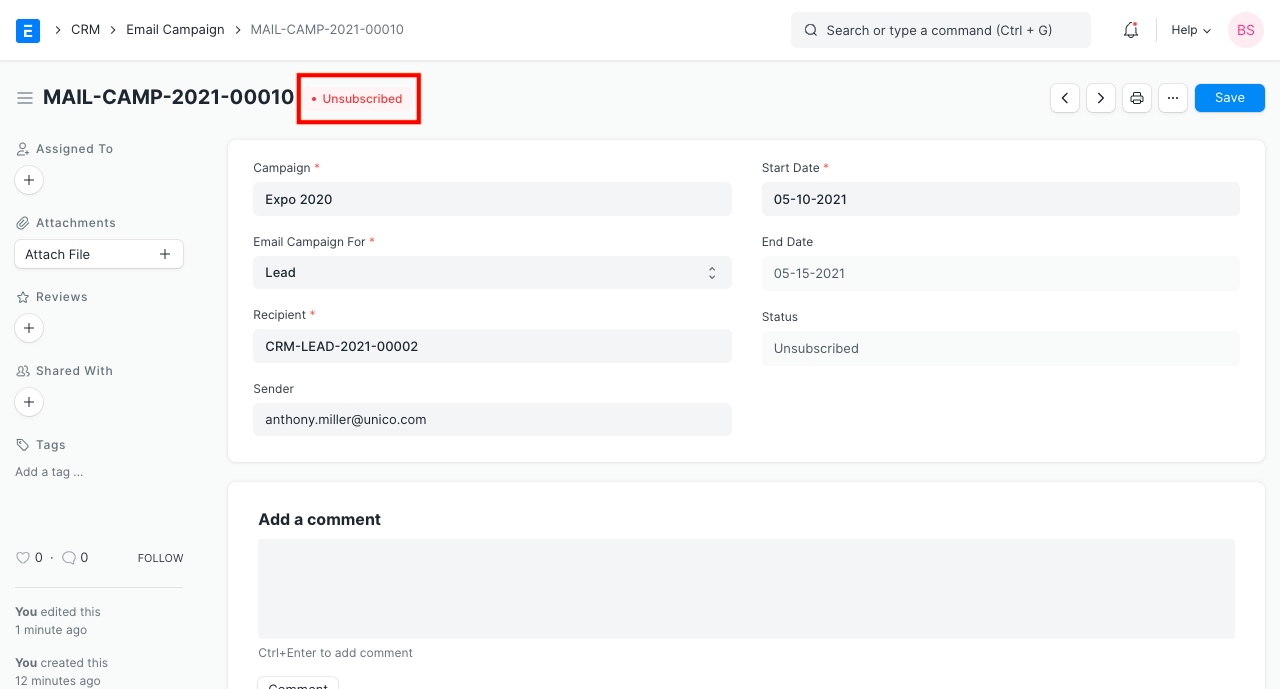 E
CRM
Email Campaign
MAIL-CAMP-2021-00010
Search or type a command (Ctrl + G)
Help
BS
MAIL-CAMP-2021-00010
Unsubscribed
Save
Assigned To
Attachments
Attach File
Reviews
Shared With
Tags
Add a tag ...
0 · 0
FOLLOW
You edited this
1 minute ago
You created this
12 minutes ago
Campaign *
Expo 2020
Email Campaign For *
Lead
Recipient *
CRM-LEAD-2021-00002
Sender
anthony.miller@unico.com
Start Date *
05-10-2021
End Date
05-15-2021
Status
Unsubscribed
Add a comment
Ctrl+Enter to add comment
Comment